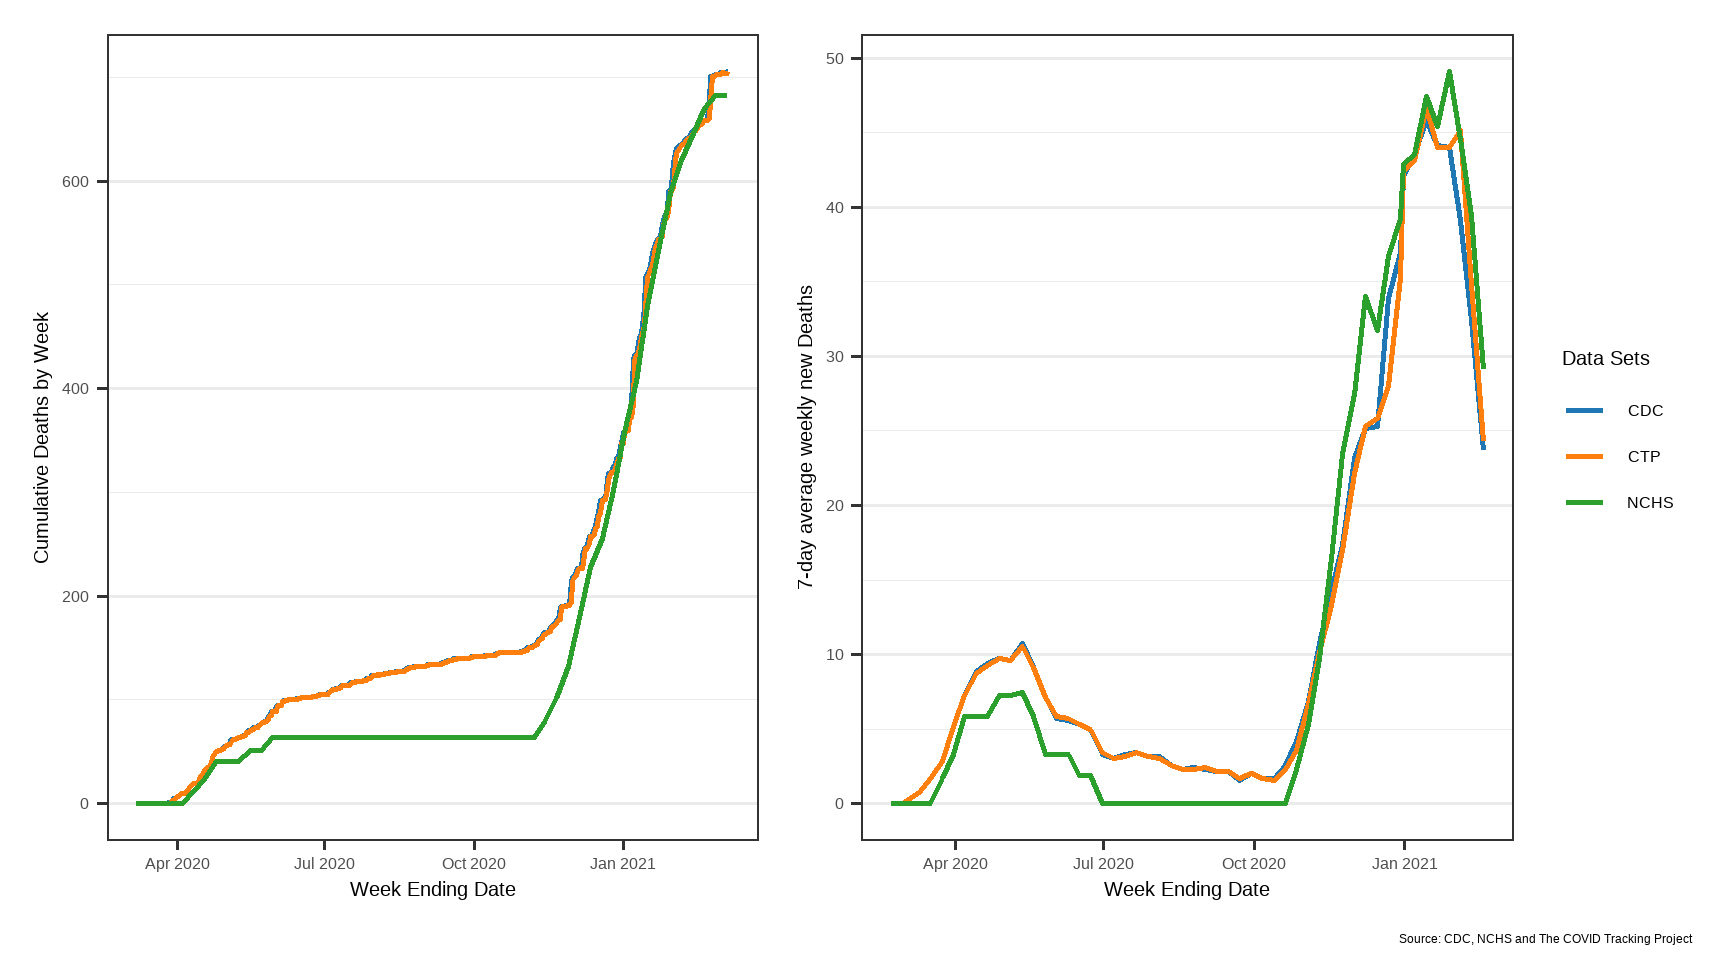 Cumulative Deaths by Week
600
400
200
0
Apr 2020
Jul 2020
Oct 2020
Jan 2021
Week Ending Date
7-day average weekly new Deaths
50
40
30
20
10
0
Apr 2020
Jul 2020
Oct 2020
Jan 2021
Week Ending Date
Data Sets
CDC
CTP
NCHS
Source: CDC, NCHS and The COVID Tracking Project